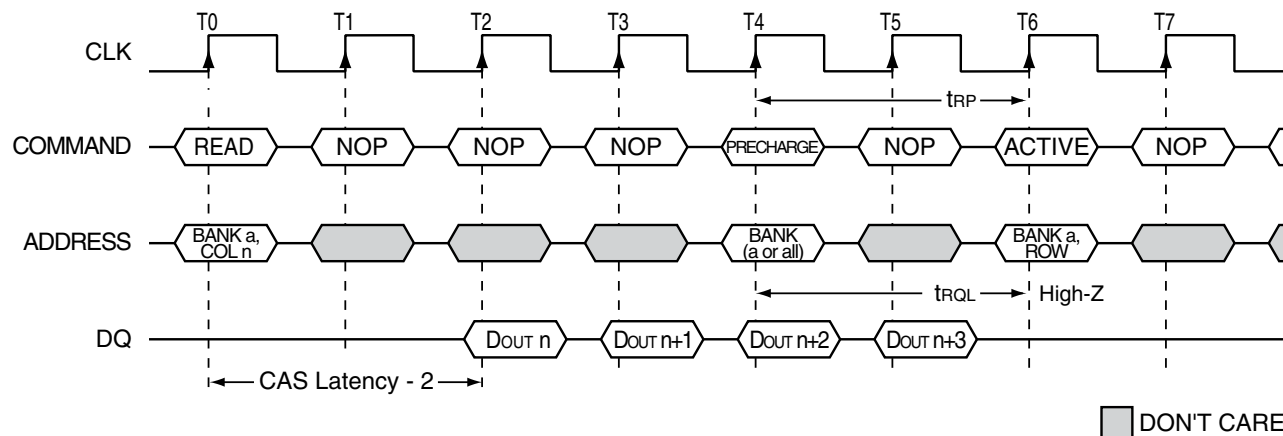 T0 T1 T2 T3 T4 T5 T6 T7
CLK
tRP
COMMAND READ NOP NOP NOP PRECHARGE NOP ACTIVE NOP
ADDRESS BANK a, COL n BANK (a or all) BANK a, ROW
tRQL High-Z
DQ DOUT n DOUT n+1 DOUT n+2 DOUT n+3
CAS Latency - 2
DON'T CARE